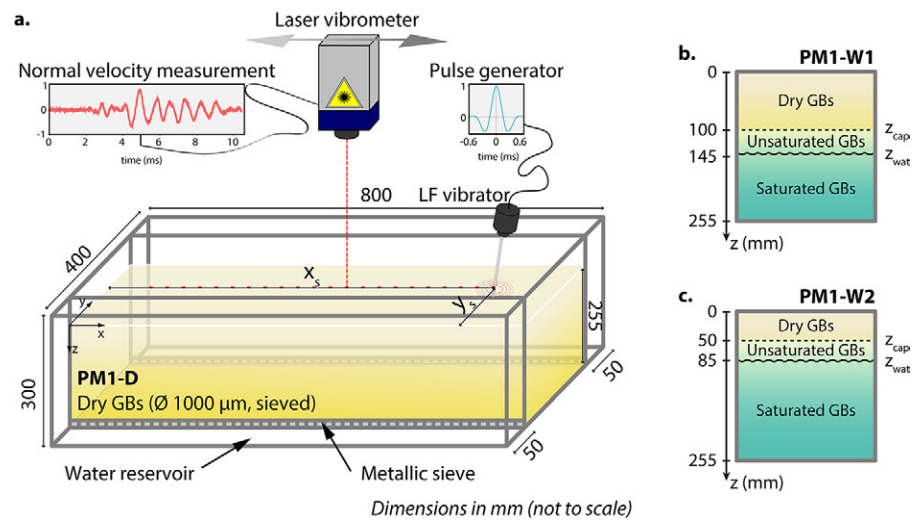 a.
Laser vibrometer
Normal velocity measurement
1
0
-1
0 2 4 6 8 10
time (ms)
Pulse generator
1
0
-0.6 0 0.6
time (ms)
LF vibrator
800
400
300
255
50
50
xs
ys
y
x
z
PM1-D
Dry GBs (Ø 1000 µm, sieved)
Water reservoir
Metallic sieve
Dimensions in mm (not to scale)
b.
PM1-W1
0
Dry GBs
100
Unsaturated GBs
145
Saturated GBs
255
z (mm)
c.
PM1-W2
0
Dry GBs
50
Unsaturated GBs
85
Saturated GBs
255
z (mm)